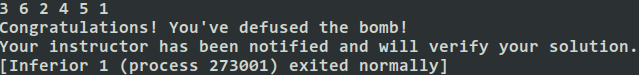 3 6 2 4 5 1
Congratulations! You've defused the bomb!
Your instructor has been notified and will verify your solution.
[Inferior 1 (process 273001) exited normally]